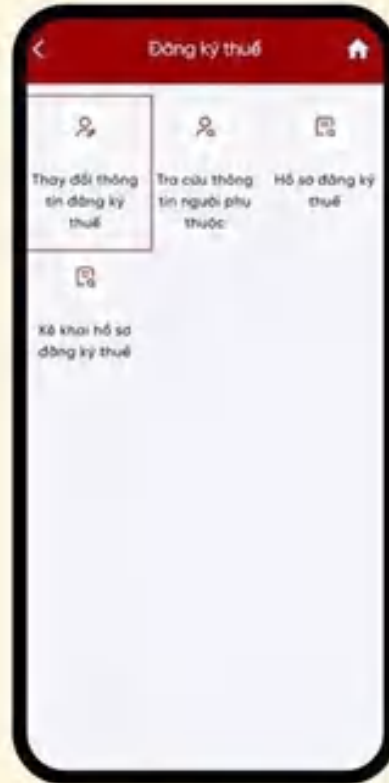 Đăng ký thuế
Thay đổi thông
tin đăng ký
thuế
Tra cứu thông
tin người phụ
thuộc
Hồ sơ đăng ký
thuế
Kê khai hồ sơ
đăng ký thuế